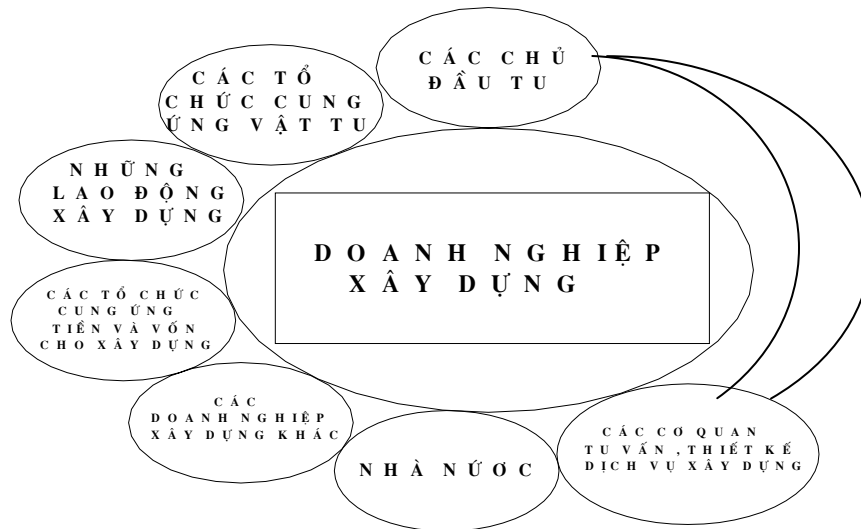 CÁC CHỦ
ĐẦU TU
CÁC TỔ
CHỨC CUNG
ỨNG VẬT TU
NHỮNG
LAO ĐỘNG
XÂY DỰNG
DOANH NGHIỆP
XÂY DỰNG
CÁC TỔ CHỨC
CUNG ỨNG
TIỀN VÀ VỐN
CHO XÂY DỰNG
CÁC
DOANH NGHIỆP
XÂY DỰNG KHÁC
NHÀ NỨƠC
CÁC CƠ QUAN
TU VẤN ,THIẾT KẾ
DỊCH VỤ XÂY DỰNG